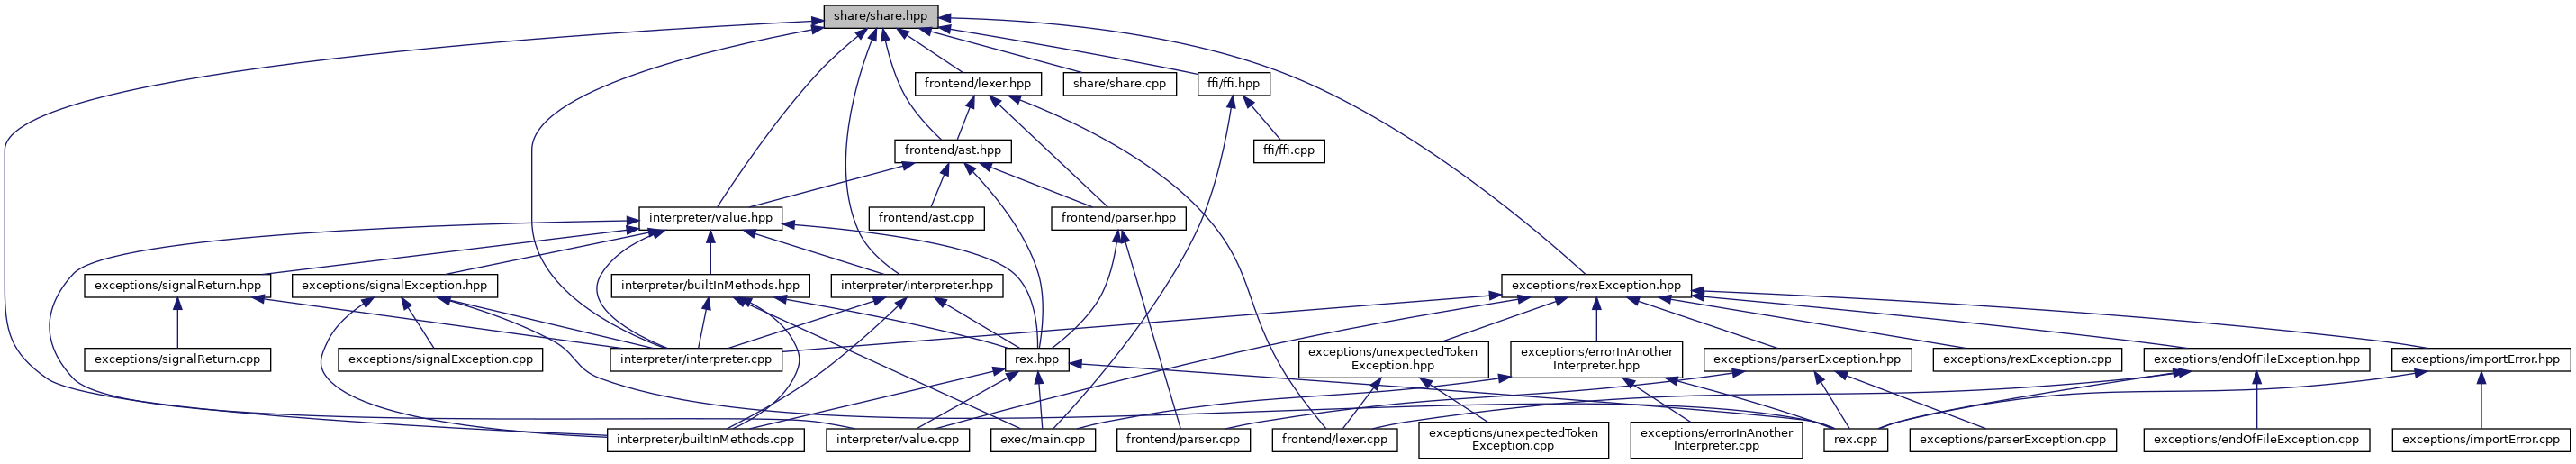 share/share.hpp
frontend/lexer.hpp
share/share.cpp
ffi/ffi.hpp
frontend/ast.hpp
ffi/ffi.cpp
interpreter/value.hpp
frontend/ast.cpp
frontend/parser.hpp
exceptions/signalReturn.hpp
exceptions/signalException.hpp
interpreter/builtInMethods.hpp
interpreter/interpreter.hpp
exceptions/rexException.hpp
exceptions/signalReturn.cpp
exceptions/signalException.cpp
interpreter/interpreter.cpp
rex.hpp
exceptions/unexpectedToken
Exception.hpp
exceptions/errorInAnother
Interpreter.hpp
exceptions/parserException.hpp
exceptions/rexException.cpp
exceptions/endOfFileException.hpp
exceptions/importError.hpp
interpreter/builtInMethods.cpp
interpreter/value.cpp
exec/main.cpp
frontend/parser.cpp
frontend/lexer.cpp
exceptions/unexpectedToken
Exception.cpp
exceptions/errorInAnother
Interpreter.cpp
rex.cpp
exceptions/parserException.cpp
exceptions/endOfFileException.cpp
exceptions/importError.cpp